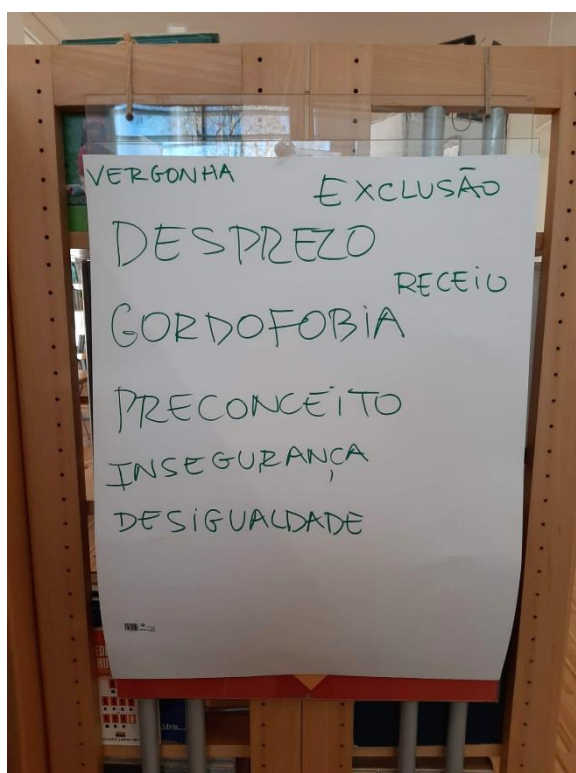 VERGONHA
EXCLUSÃO
DESPREZO
RECEIO
GORDOFOBIA
PRECONCEITO
INSEGURANÇA
DESIGUALDADE